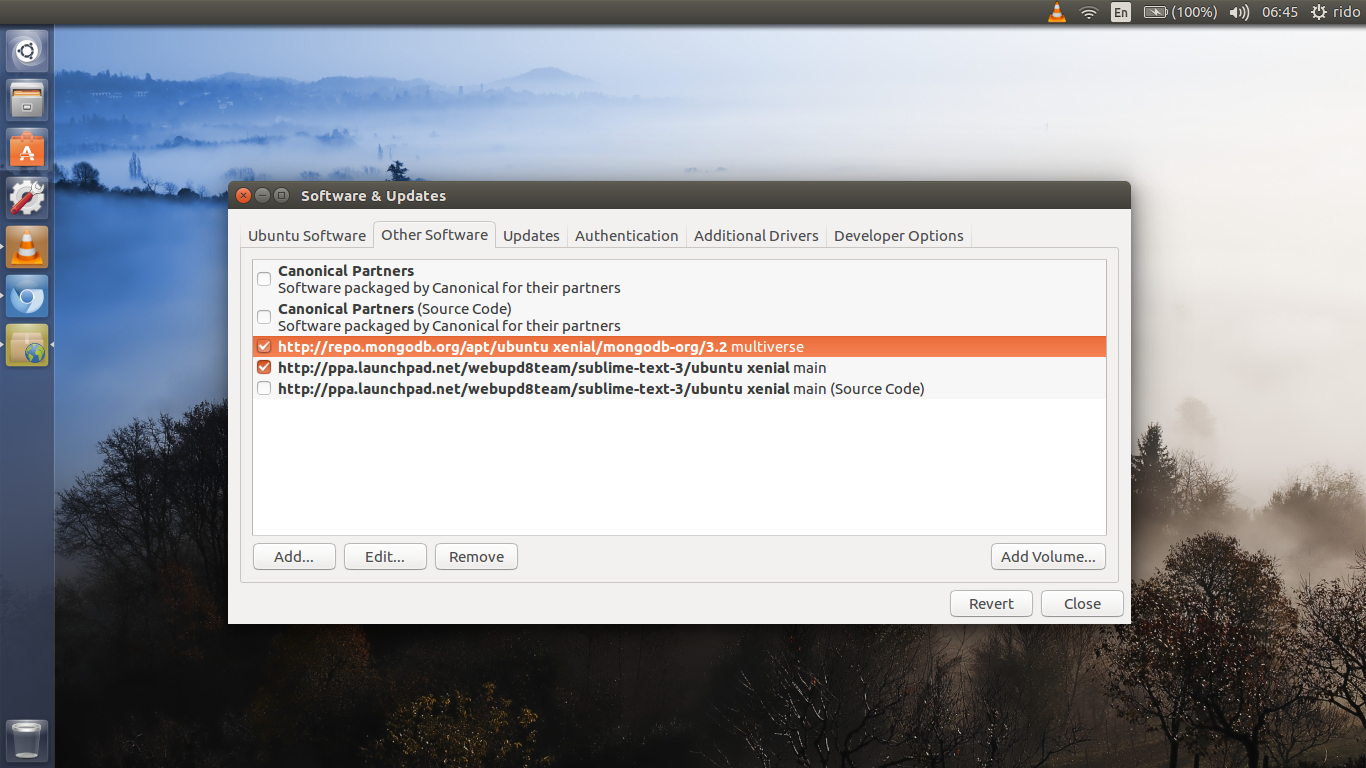 En (100%) 06:45 rido
Software & Updates
Ubuntu Software Other Software Updates Authentication Additional Drivers Developer Options
Canonical Partners
Software packaged by Canonical for their partners
Canonical Partners (Source Code)
Software packaged by Canonical for their partners
http://repo.mongodb.org/apt/ubuntu xenial/mongodb-org/3.2 multiverse
http://ppa.launchpad.net/webupd8team/sublime-text-3/ubuntu xenial main
http://ppa.launchpad.net/webupd8team/sublime-text-3/ubuntu xenial main (Source Code)
Add... Edit... Remove Add Volume...
Revert Close